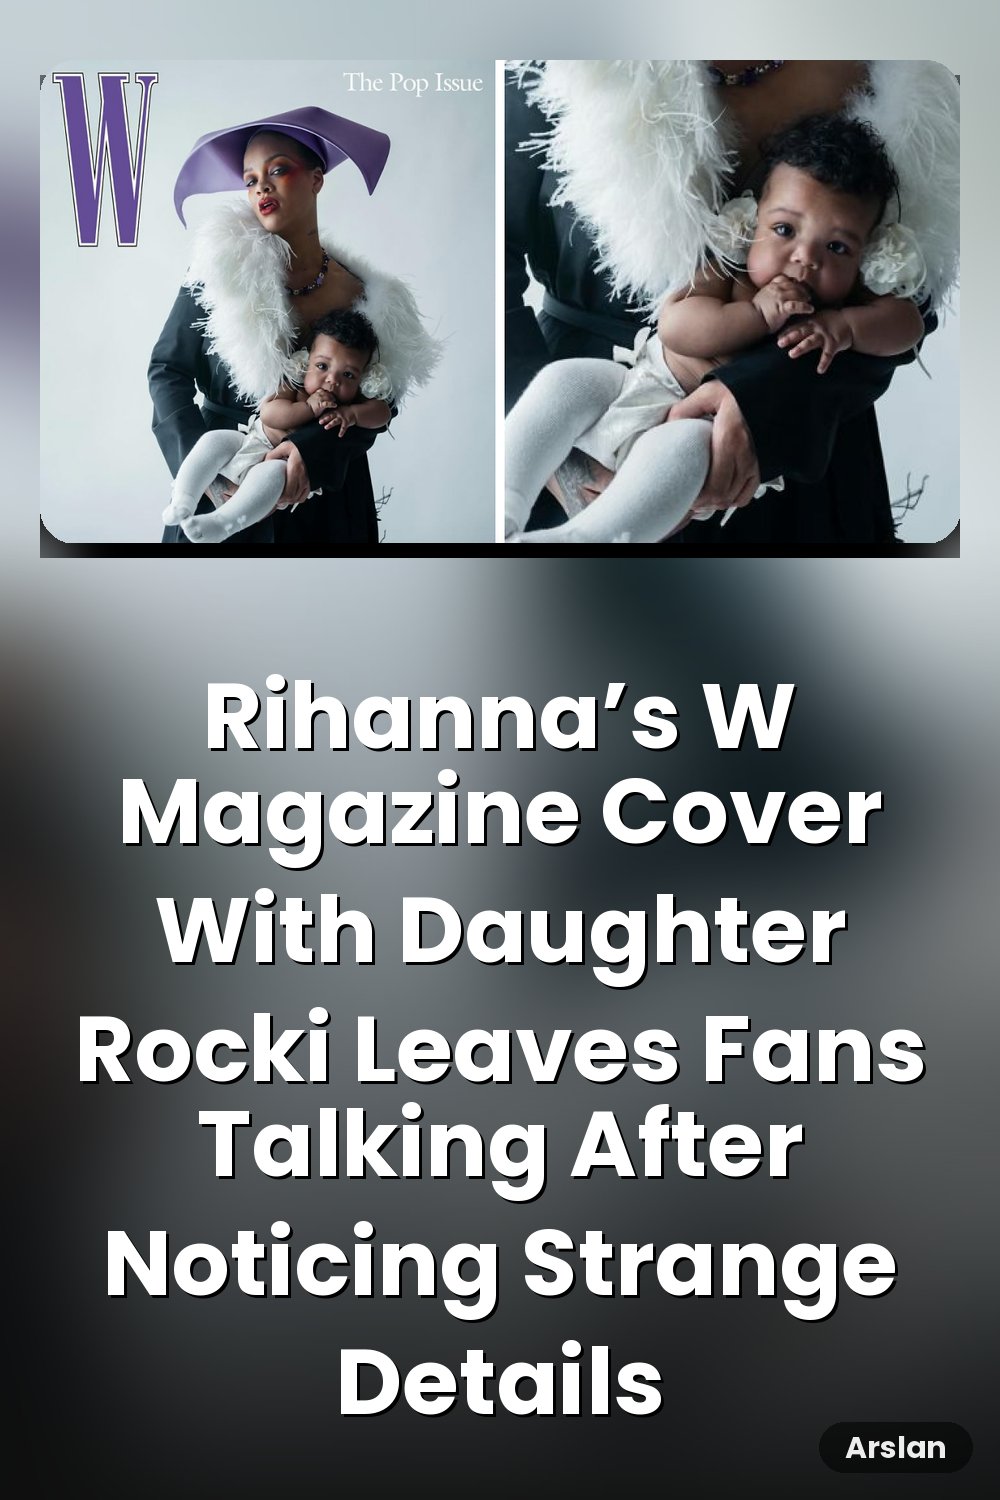 W
The Pop Issue
Rihanna’s W
Magazine Cover
With Daughter
Rocki Leaves Fans
Talking After
Noticing Strange
Details
Arslan